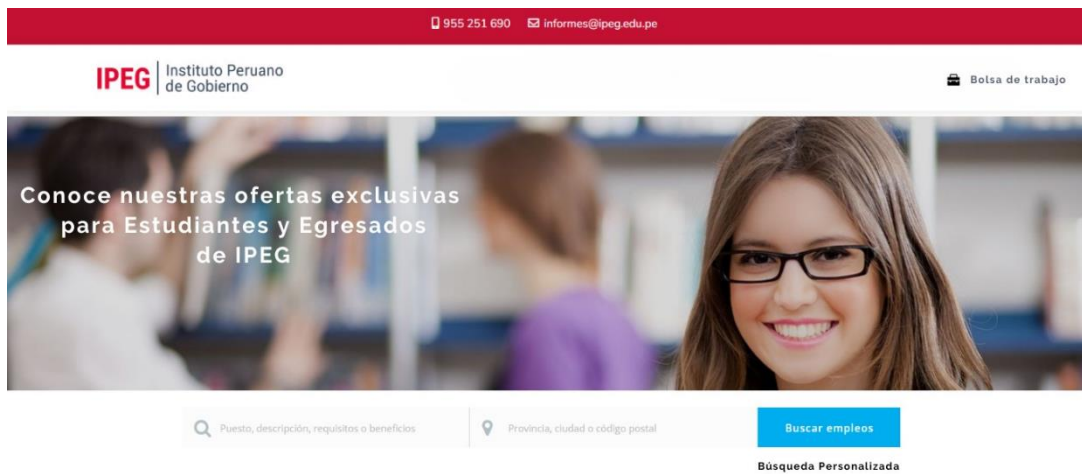 955 251 690 informes@ipeg.edu.pe
IPEG Instituto Peruano
de Gobierno
Bolsa de trabajo
Conoce nuestras ofertas exclusivas
para Estudiantes y Egresados
de IPEG
Puesto, descripción, requisitos o beneficios
Provincia, ciudad o código postal
Buscar empleos
Búsqueda Personalizada